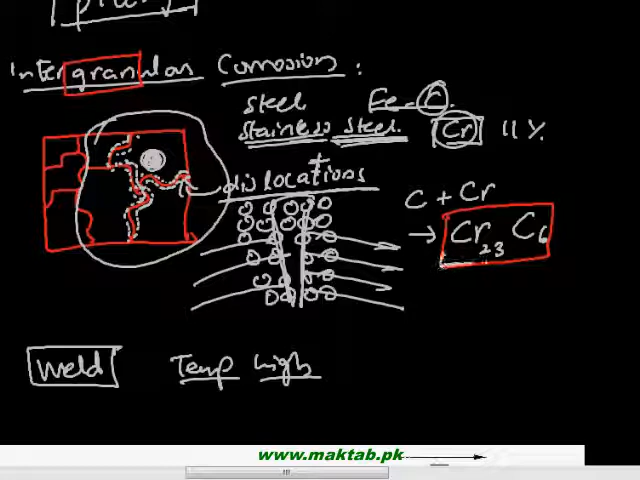 Intergranular Corrosion :
Steel Fe - C.
Stainless Steel Cr 11 %
dislocations
C + Cr
→ Cr23 C6
Weld Temp high
www.maktab.pk